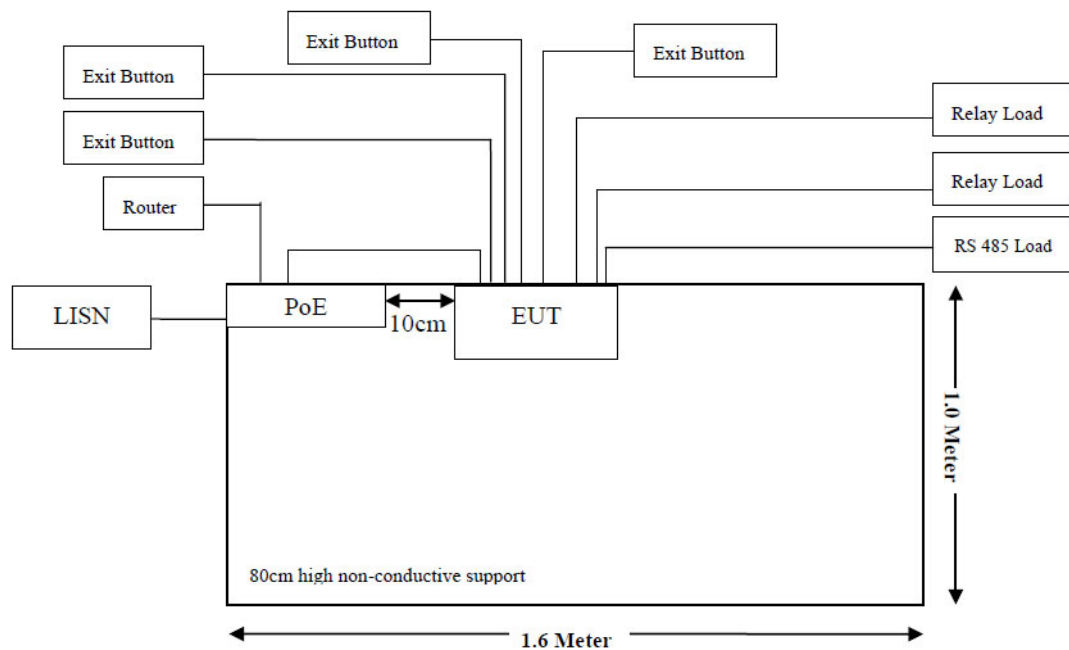 Exit Button
Exit Button
Exit Button
Relay Load
Exit Button
Relay Load
Router
RS 485 Load
LISN
PoE
10cm
EUT
1.0 Meter
80cm high non-conductive support
1.6 Meter